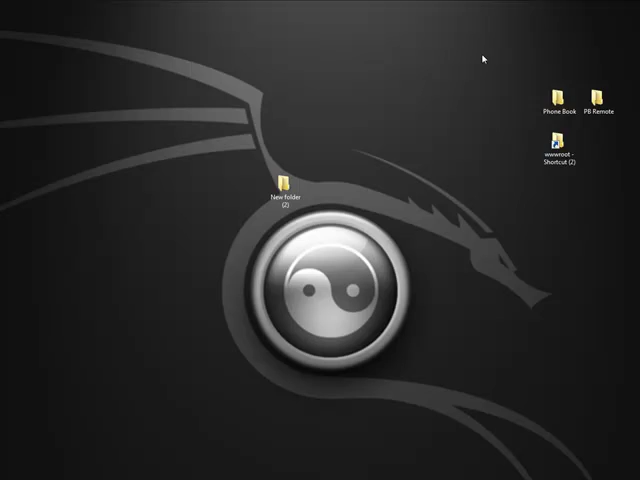 Phone Book
PB Remote
wwwroot -
Shortcut (2)
New folder
(2)